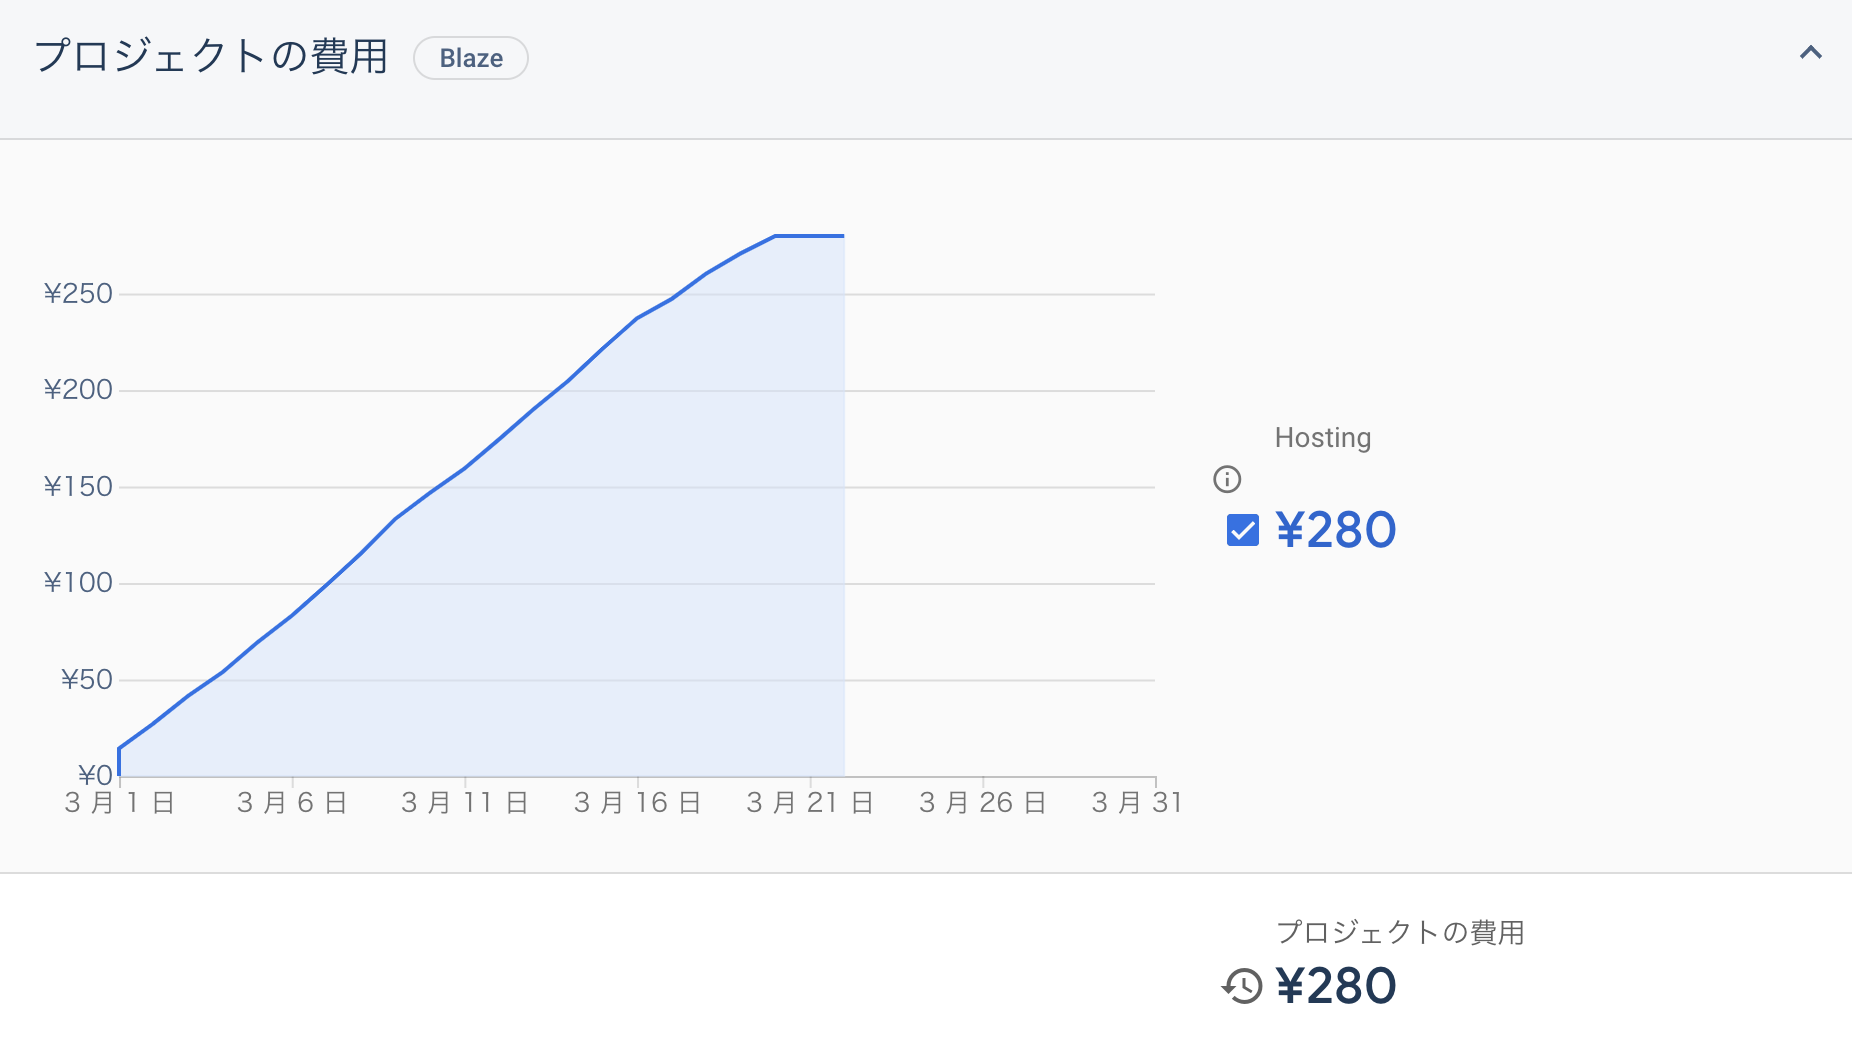 プロジェクトの費用 Blaze
¥250
¥200
¥150
¥100
¥50
¥0
3 月 1 日 3 月 6 日 3 月 11 日 3 月 16 日 3 月 21 日 3 月 26 日 3 月 31
Hosting
¥280
プロジェクトの費用
¥280